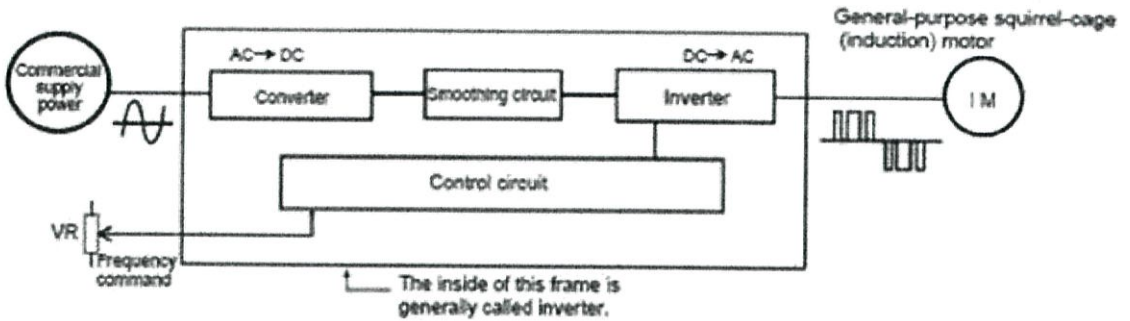 General-purpose squirrel-cage
(induction) motor
Commercial
supply
power
AC→DC
Converter
Smoothing circuit
DC→AC
Inverter
IM
Control circuit
VR
Frequency
command
The inside of this frame is
generally called inverter.